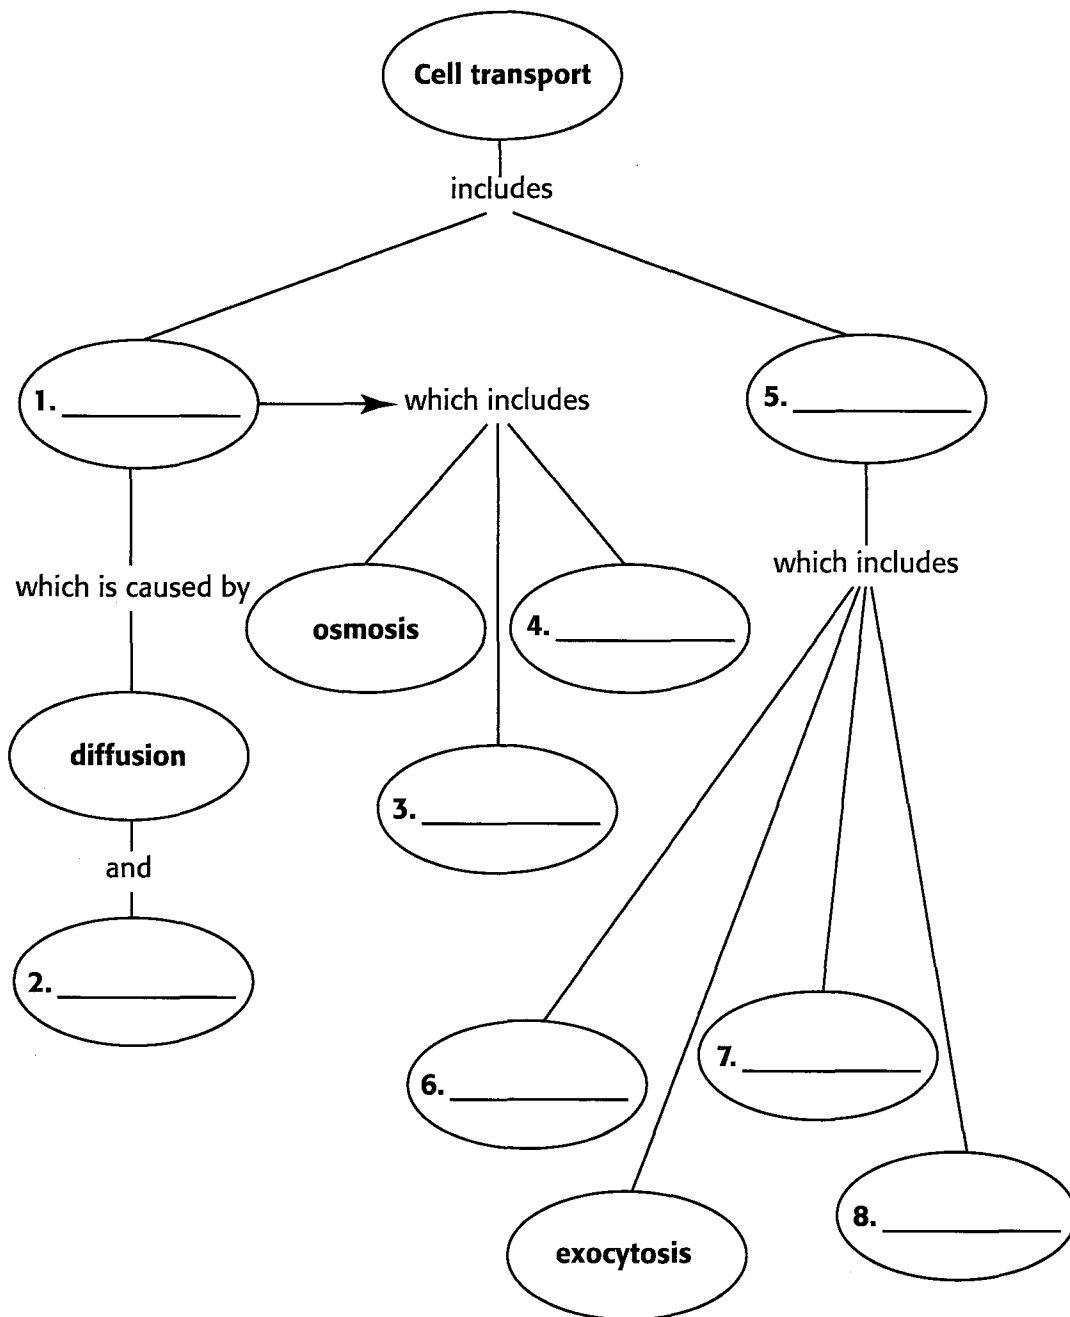 Cell transport
includes
1.
which includes
5.
which is caused by
which includes
osmosis
4.
diffusion
3.
and
2.
6.
7.
8.
exocytosis